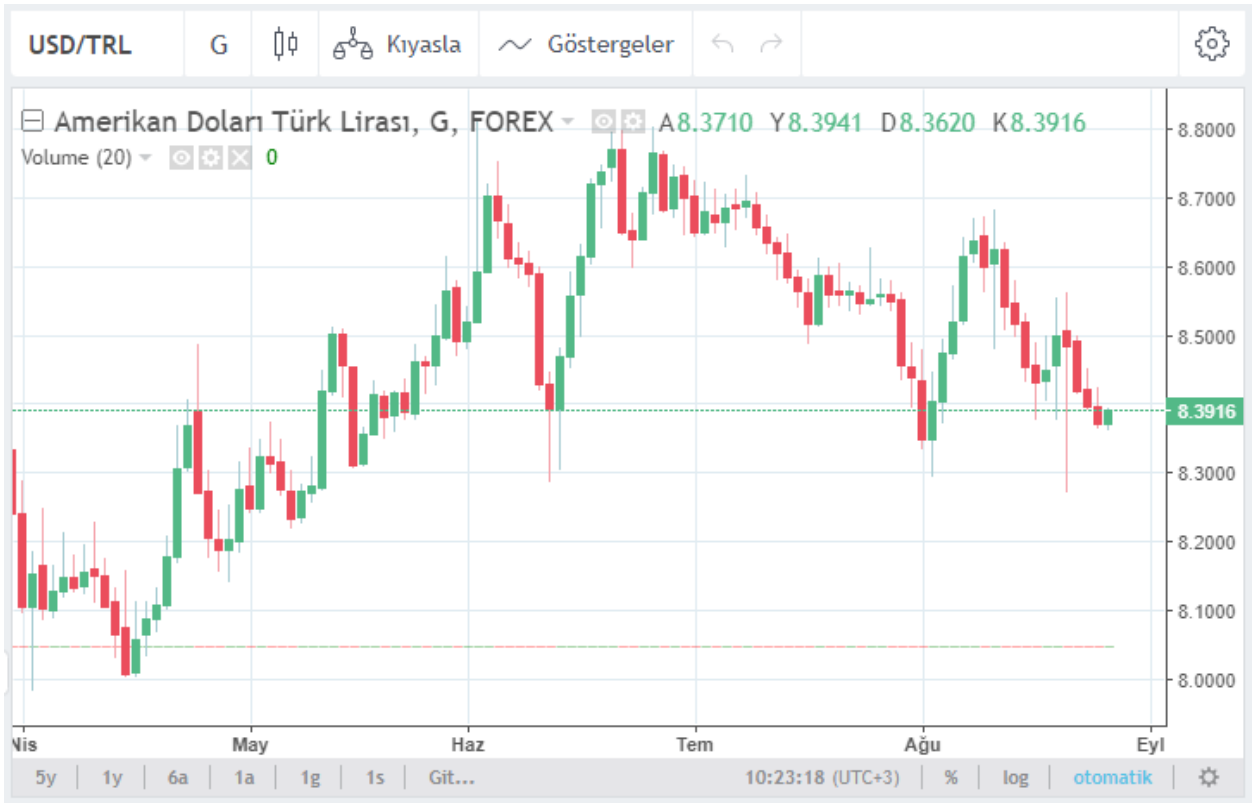 USD/TRL G Kıyasla Göstergeler
Amerikan Doları Türk Lirası, G, FOREX A8.3710 Y8.3941 D8.3620 K8.3916
Volume (20) 0
8.8000
8.7000
8.6000
8.5000
8.3916
8.3000
8.2000
8.1000
8.0000
Nis May Haz Tem Ağu Eyl
5y 1y 6a 1a 1g 1s Git... 10:23:18 (UTC+3) % log otomatik